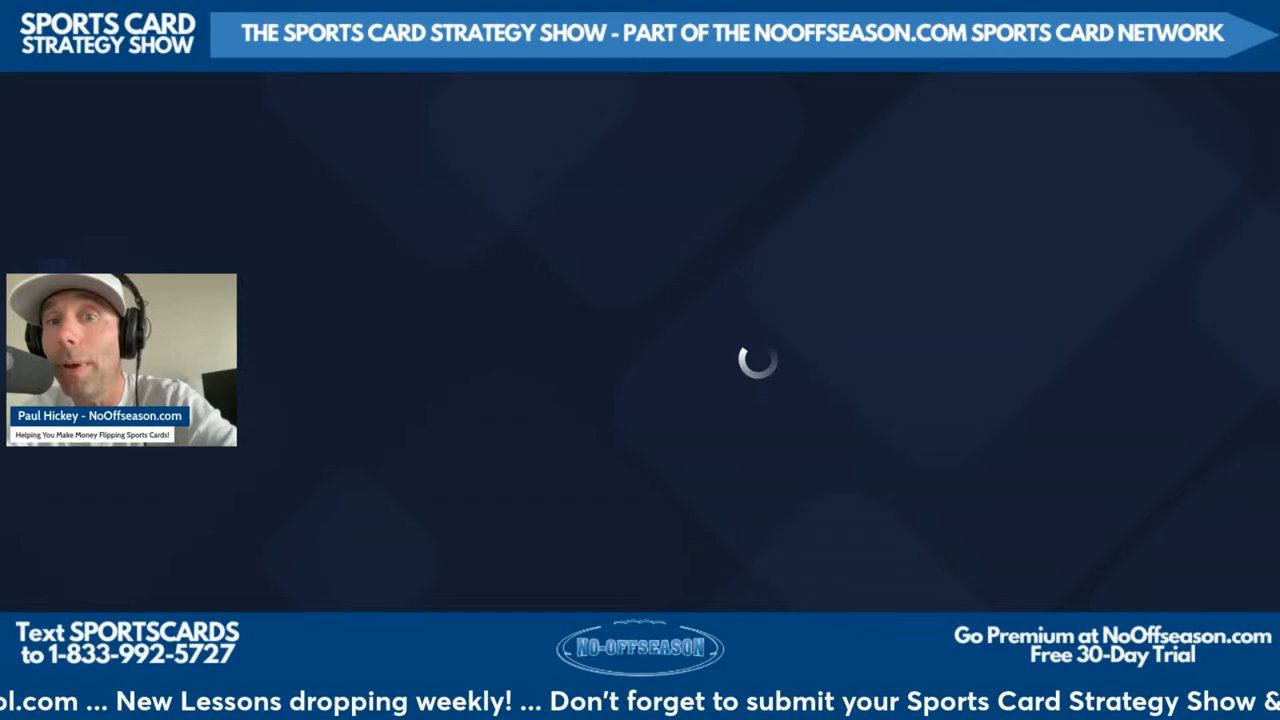 SPORTS CARD
STRATEGY SHOW
THE SPORTS CARD STRATEGY SHOW - PART OF THE NOOFFSEASON.COM SPORTS CARD NETWORK
Paul Hickey - NoOffseason.com
Helping You Make Money Flipping Sports Cards!
Text SPORTSCARDS
to 1-833-992-5727
NO-OFFSEASON
Go Premium at NoOffseason.com
Free 30-Day Trial
ol.com ... New Lessons dropping weekly! ... Don't forget to submit your Sports Card Strategy Show &